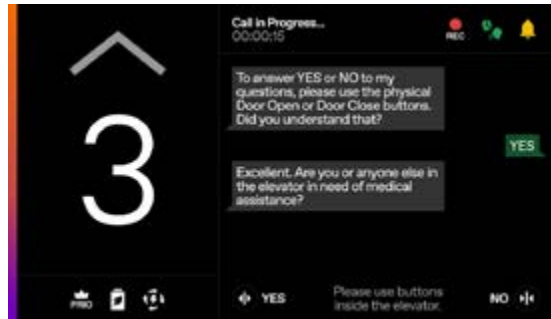 Call in Progress...
00:00:15
REC
To answer YES or NO to my
questions, please use the physical
Door Open or Door Close buttons.
Did you understand that?
YES
Excellent. Are you or anyone else in
the elevator in need of medical
assistance?
3
PRIO
YES
Please use buttons
inside the elevator.
NO